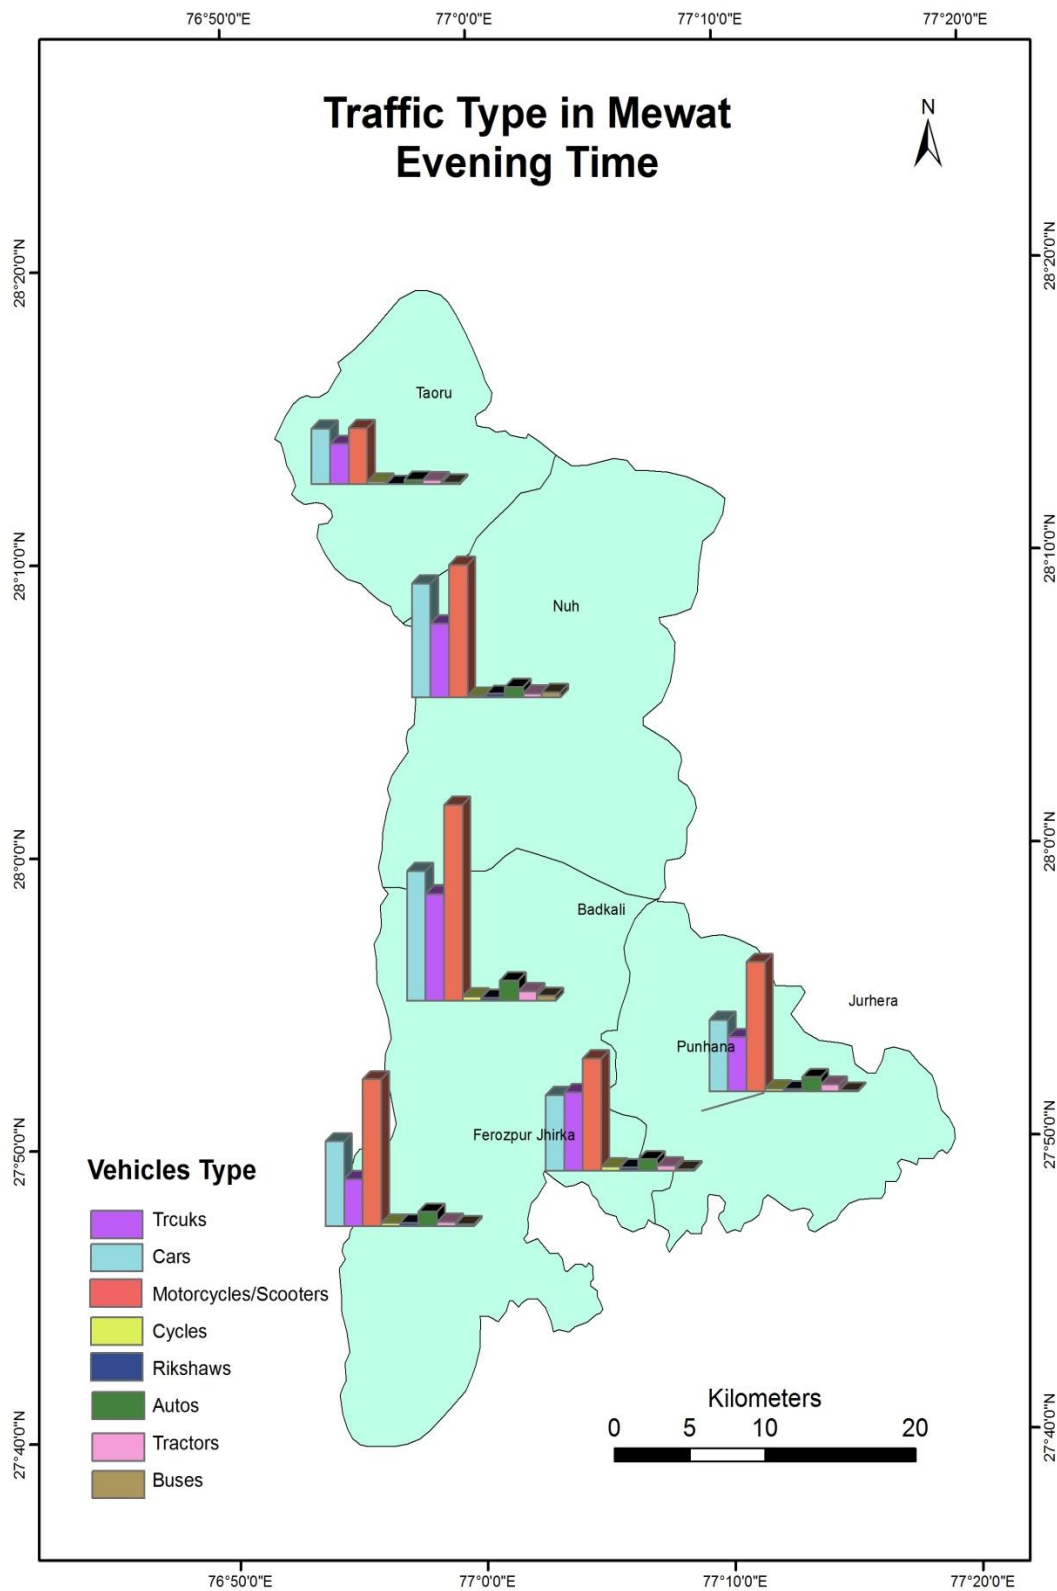 76°50'0"E
77°0'0"E
77°10'0"E
77°20'0"E
Traffic Type in Mewat
Evening Time
N
28°20'0"N
28°20'0"N
Taoru
28°10'0"N
28°10'0"N
Nuh
28°0'0"N
28°0'0"N
Badkali
Jurhera
Punhana
27°50'0"N
27°50'0"N
Ferozpur Jhirka
Vehicles Type
Trcuks
Cars
Motorcycles/Scooters
Cycles
Rikshaws
Autos
Tractors
Buses
Kilometers
0 5 10 20
27°40'0"N
27°40'0"N
76°50'0"E
77°0'0"E
77°10'0"E
77°20'0"E